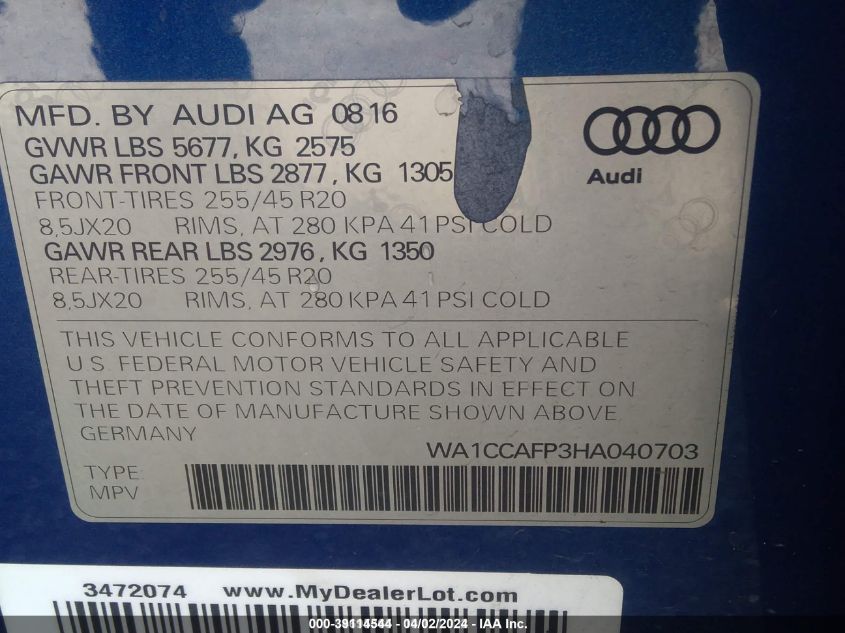 MFD. BY AUDI AG 0816
GVWR LBS 5677, KG 2575
GAWR FRONT LBS 2877, KG 1305
FRONT-TIRES 255/45 R20
8,5JX20 RIMS, AT 280 KPA 41 PSI COLD
GAWR REAR LBS 2976, KG 1350
REAR-TIRES 255/45 R20
8,5JX20 RIMS, AT 280 KPA 41 PSI COLD
Audi
THIS VEHICLE CONFORMS TO ALL APPLICABLE
U.S. FEDERAL MOTOR VEHICLE SAFETY AND
THEFT PREVENTION STANDARDS IN EFFECT ON
THE DATE OF MANUFACTURE SHOWN ABOVE.
GERMANY
WA1CCAFP3HA040703
TYPE:
MPV
3472074 www.MyDealerLot.com
000-39114544 - 04/02/2024 - IAA Inc.